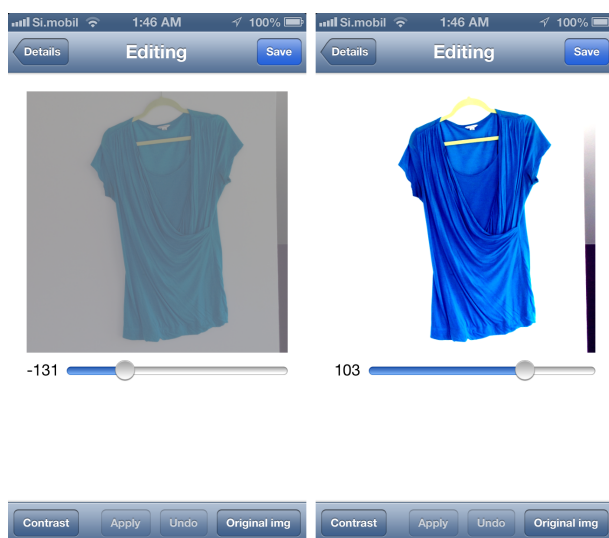 Si.mobil 1:46 AM 100%
Details Editing Save
-131
Contrast Apply Undo Original img
Si.mobil 1:46 AM 100%
Details Editing Save
103
Contrast Apply Undo Original img